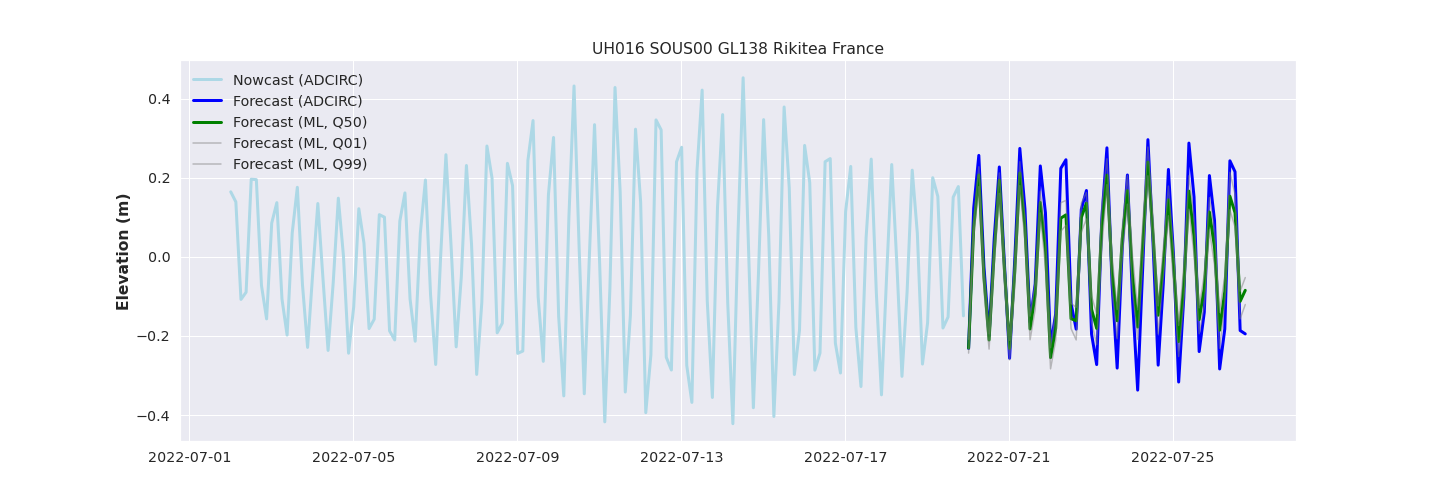 UH016 SOUS00 GL138 Rikitea France
Nowcast (ADCIRC)
Forecast (ADCIRC)
Forecast (ML, Q50)
Forecast (ML, Q01)
Forecast (ML, Q99)
Elevation (m)
0.4
0.2
0.0
−0.2
−0.4
2022-07-01 2022-07-05 2022-07-09 2022-07-13 2022-07-17 2022-07-21 2022-07-25